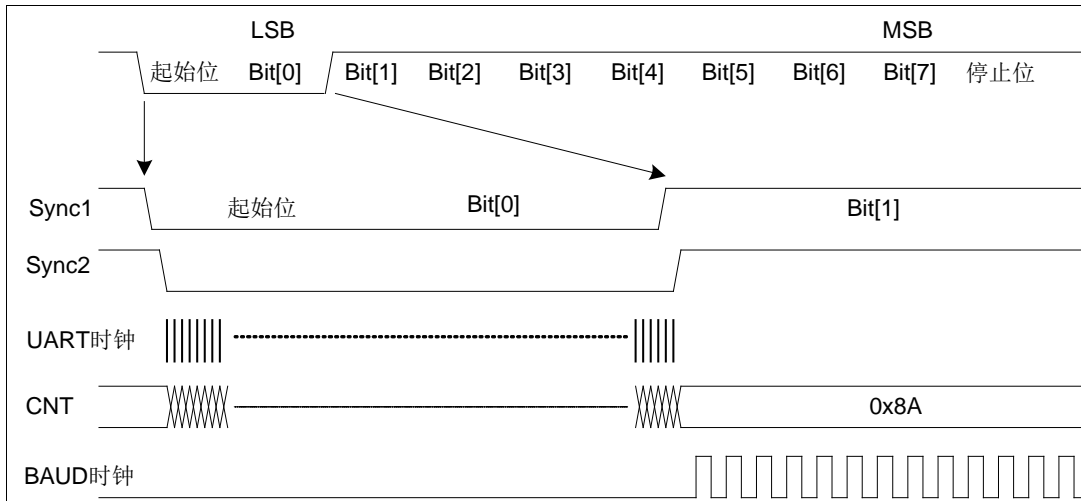 LSB MSB
起始位 Bit[0] Bit[1] Bit[2] Bit[3] Bit[4] Bit[5] Bit[6] Bit[7] 停止位
Sync1 起始位 Bit[0] Bit[1]
Sync2
UART时钟
CNT 0x8A
BAUD时钟